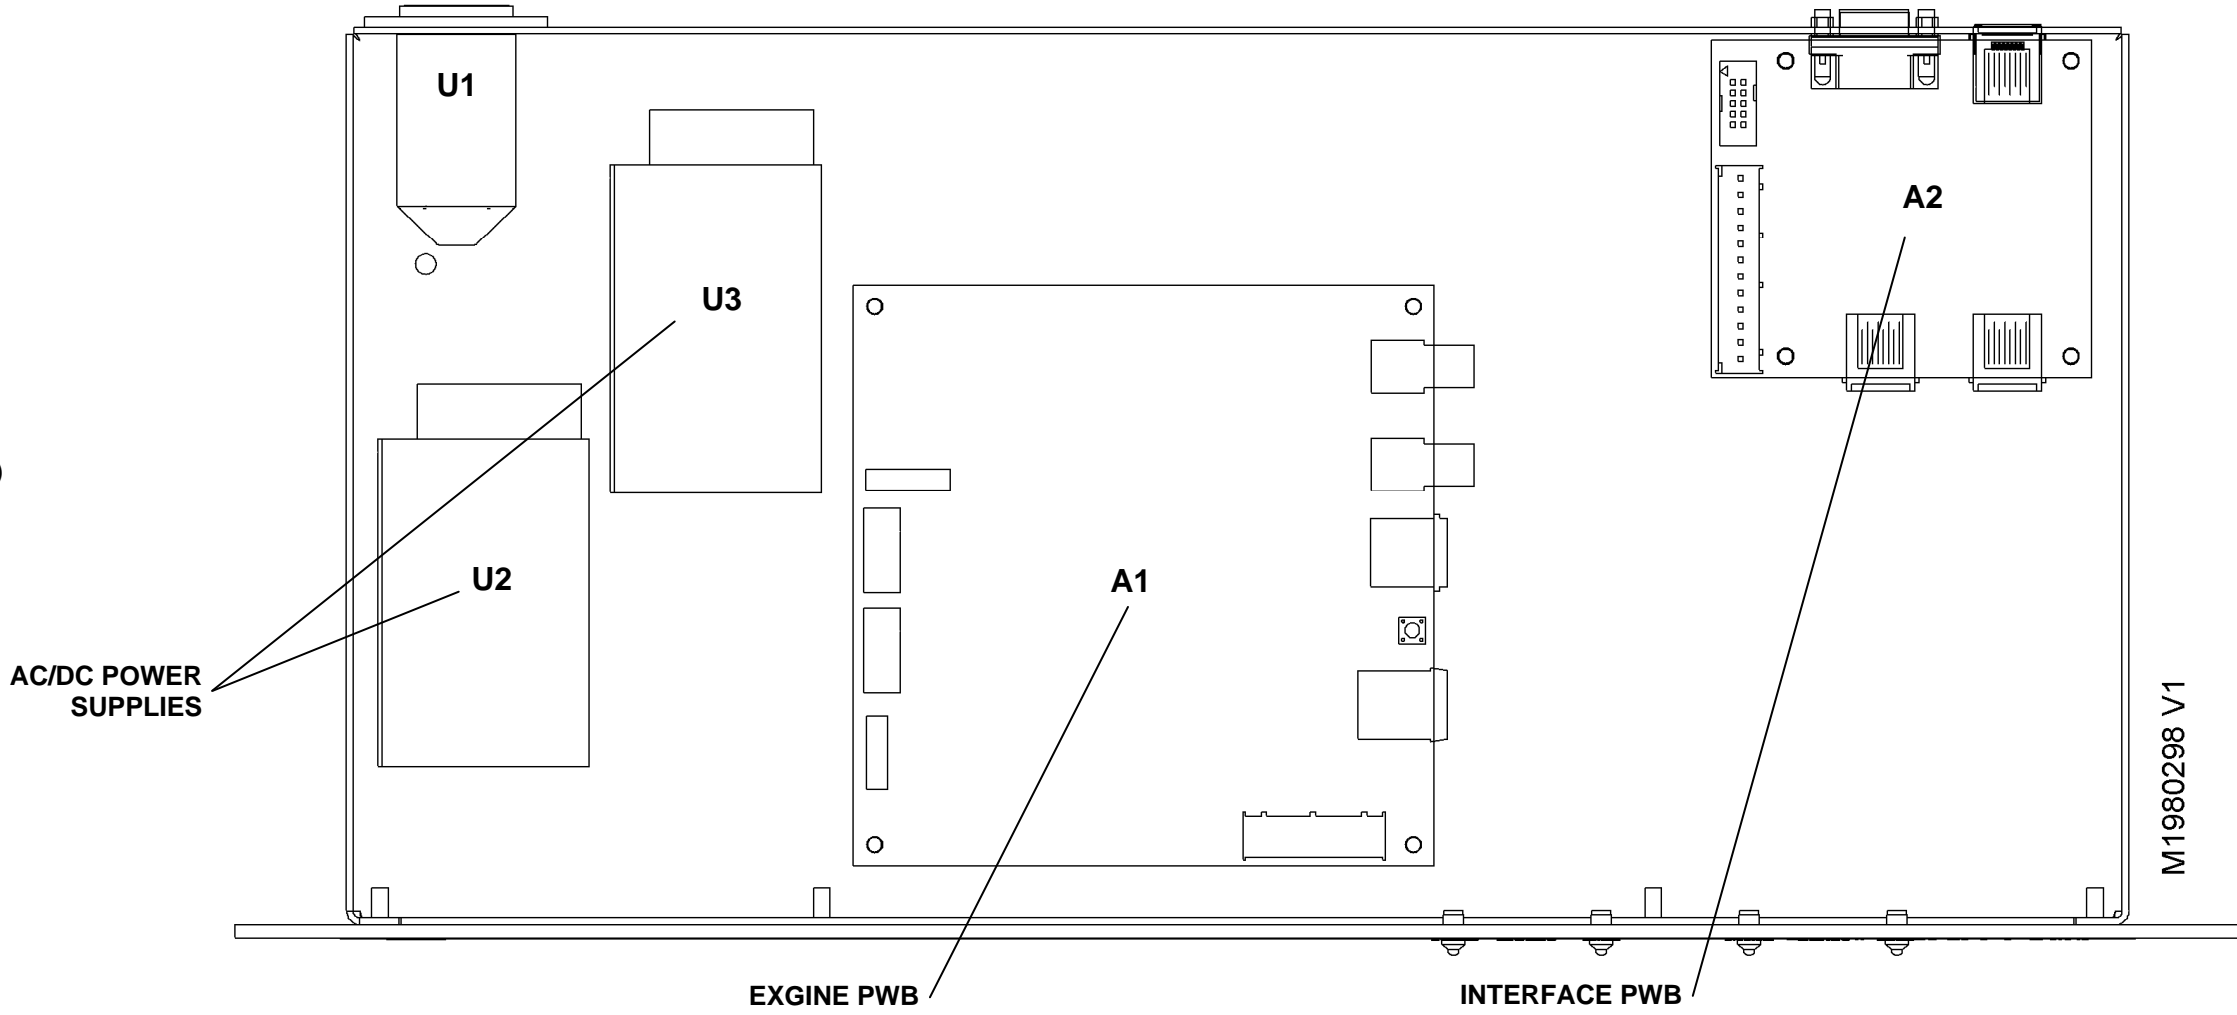 U1
A2
U3
U2
A1
AC/DC POWER
SUPPLIES
M1980298 V1
EXGINE PWB
INTERFACE PWB